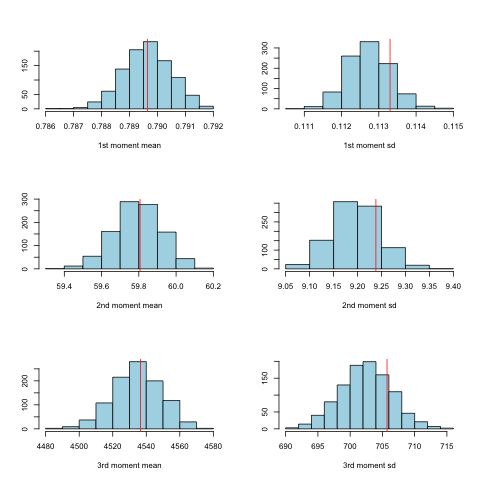 0 50 150
0.786 0.787 0.788 0.789 0.790 0.791 0.792
1st moment mean
0 100 200 300
0.111 0.112 0.113 0.114 0.115
1st moment sd
0 100 200 300
59.4 59.6 59.8 60.0 60.2
2nd moment mean
0 50 150 250
9.05 9.10 9.15 9.20 9.25 9.30 9.35 9.40
2nd moment sd
0 100 200
4480 4500 4520 4540 4560 4580
3rd moment mean
0 50 150
690 695 700 705 710 715
3rd moment sd